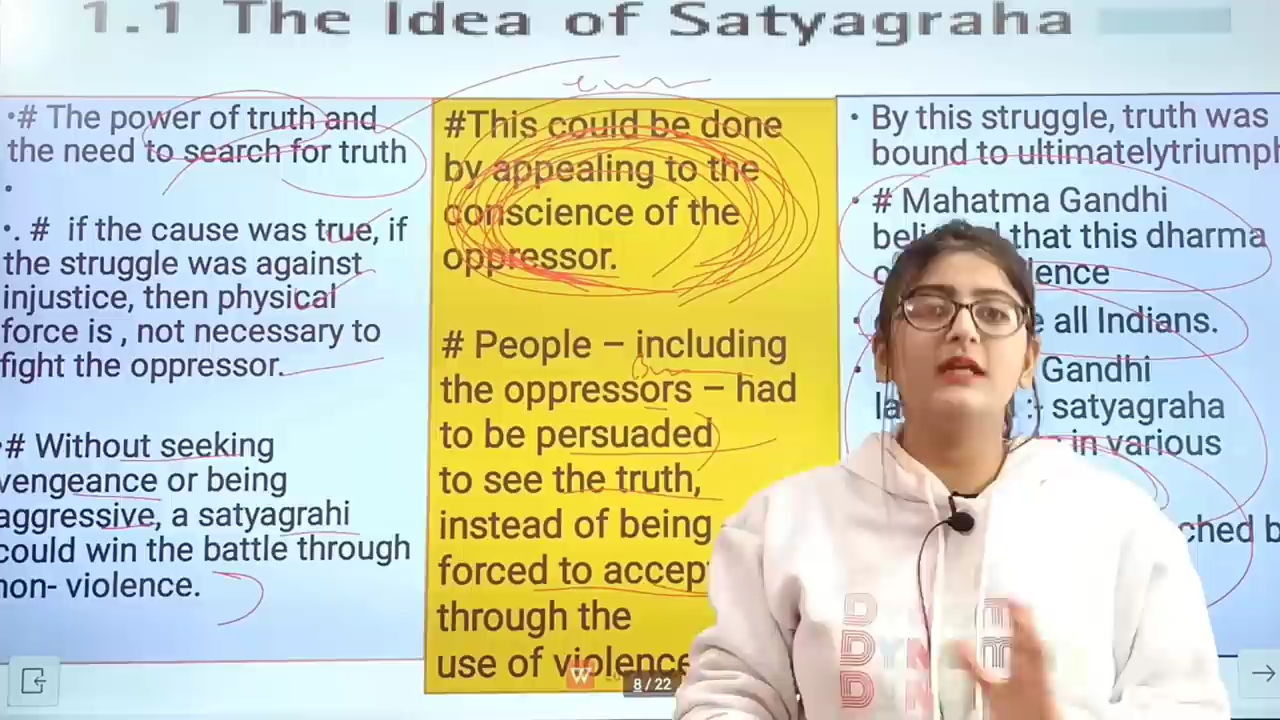 1.1 The Idea of Satyagraha
•# The power of truth and
the need to search for truth
•
•. # if the cause was true, if
the struggle was against
injustice, then physical
force is , not necessary to
fight the oppressor.
# Without seeking
vengeance or being
aggressive, a satyagrahi
could win the battle through
non- violence.
#This could be done
by appealing to the
conscience of the
oppressor.
# People – including
the oppressors – had
to be persuaded
to see the truth,
instead of being
forced to accep
through the
use of violence
• By this struggle, truth was
bound to ultimatelytriumph
• # Mahatma Gandhi
that this dharma
all Indians.
Gandhi
:- satyagraha
in various
8 / 22